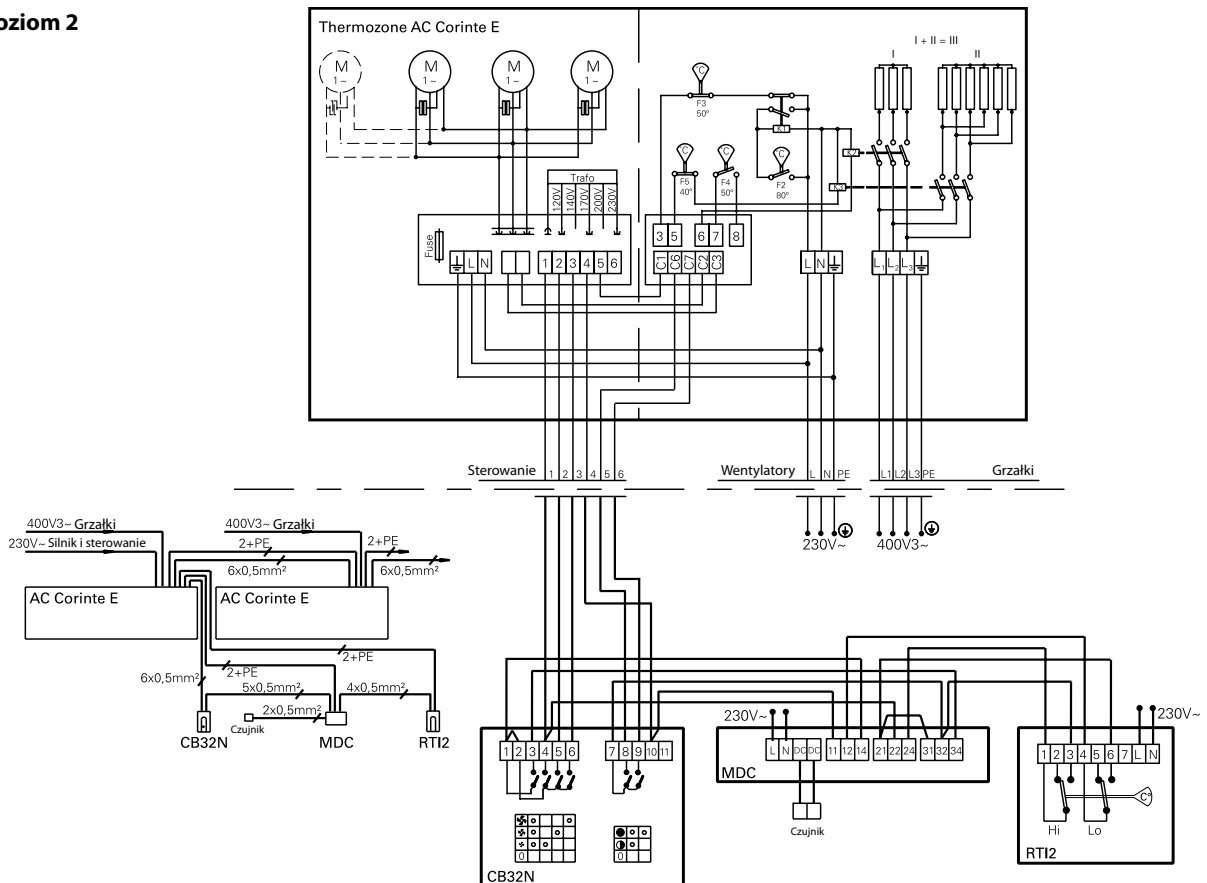 oziom 2
Thermozone AC Corinte E
I + II = III
I II
M M M M
1 ~ 1 ~ 1 ~ 1 ~
C
F3
50°
K1
C C C
K2
Trafo
F5 F4 F2
40° 50° 80°
K3
120V 140V 170V 200V 230V
Fuse
3 5 6 7 8
L N 1 2 3 4 5 6
C1 C6 C7 C2 C3
L N
L1 L2 L3
Sterowanie 1 2 3 4 5 6
Wentylatory L N PE
L1 L2 L3 PE Grzałki
230V~ 400V3~
400V3~ Grzałki 400V3~ Grzałki
230V~ Silnik i sterowanie 2+PE 2+PE
6x0,5mm² 6x0,5mm²
AC Corinte E AC Corinte E
2+PE
2+PE
6x0,5mm²
5x0,5mm² 4x0,5mm²
2x0,5mm²
Czujnik
CB32N MDC RTI2
1 2 3 4 5 6 7 8 9 10 11
0 0
CB32N
230V~
L N DC DC 11 12 14 21 22 24 31 32 34
MDC
Czujnik
230V~
1 2 3 4 5 6 7 L N
C°
Hi Lo
RTI2